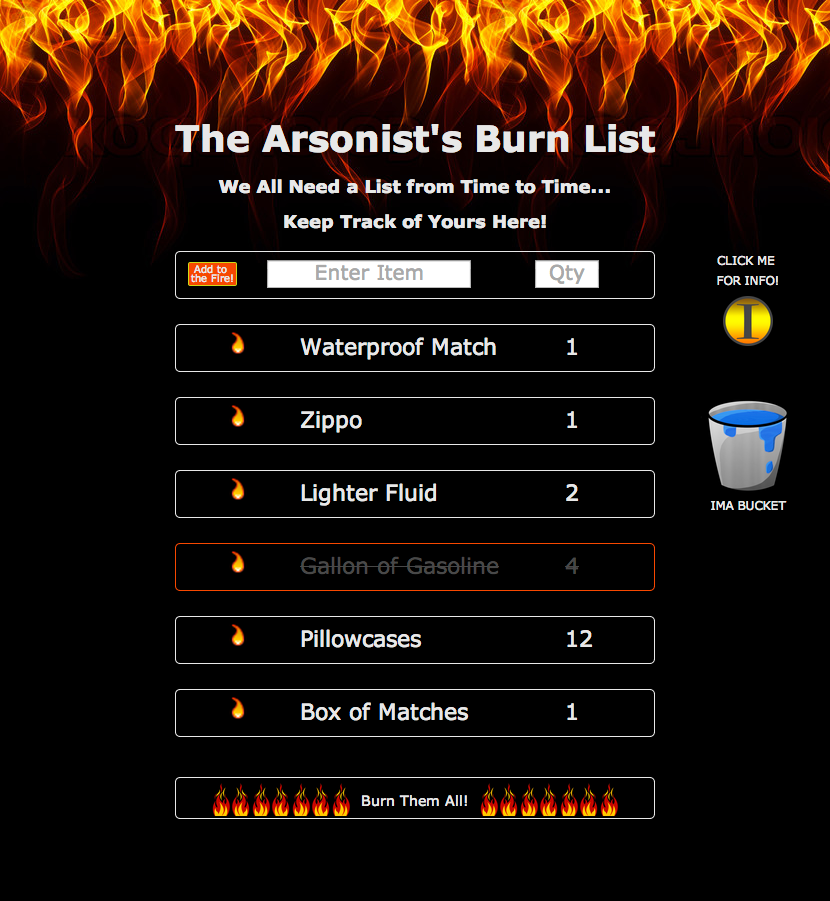 The Arsonist's Burn List
We All Need a List from Time to Time...
Keep Track of Yours Here!
Add to
the Fire!
Enter Item
Qty
CLICK ME
FOR INFO!
I
Waterproof Match 1
Zippo 1
Lighter Fluid 2
IMA BUCKET
Gallon of Gasoline 4
Pillowcases 12
Box of Matches 1
Burn Them All!